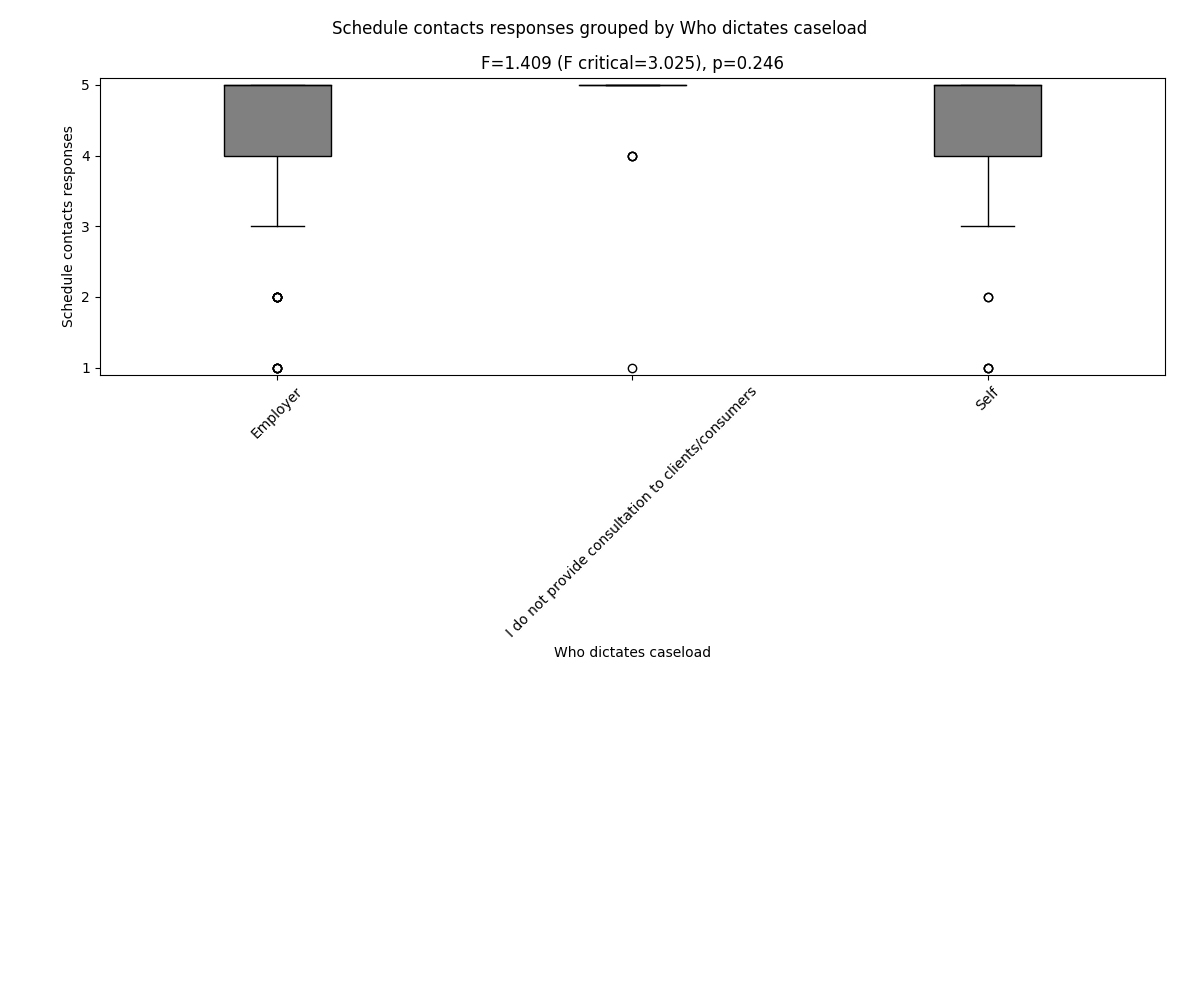 Schedule contacts responses grouped by Who dictates caseload
F=1.409 (F critical=3.025), p=0.246
Schedule contacts responses
5
4
3
2
1
Employer
I do not provide consultation to clients/consumers
Self
Who dictates caseload